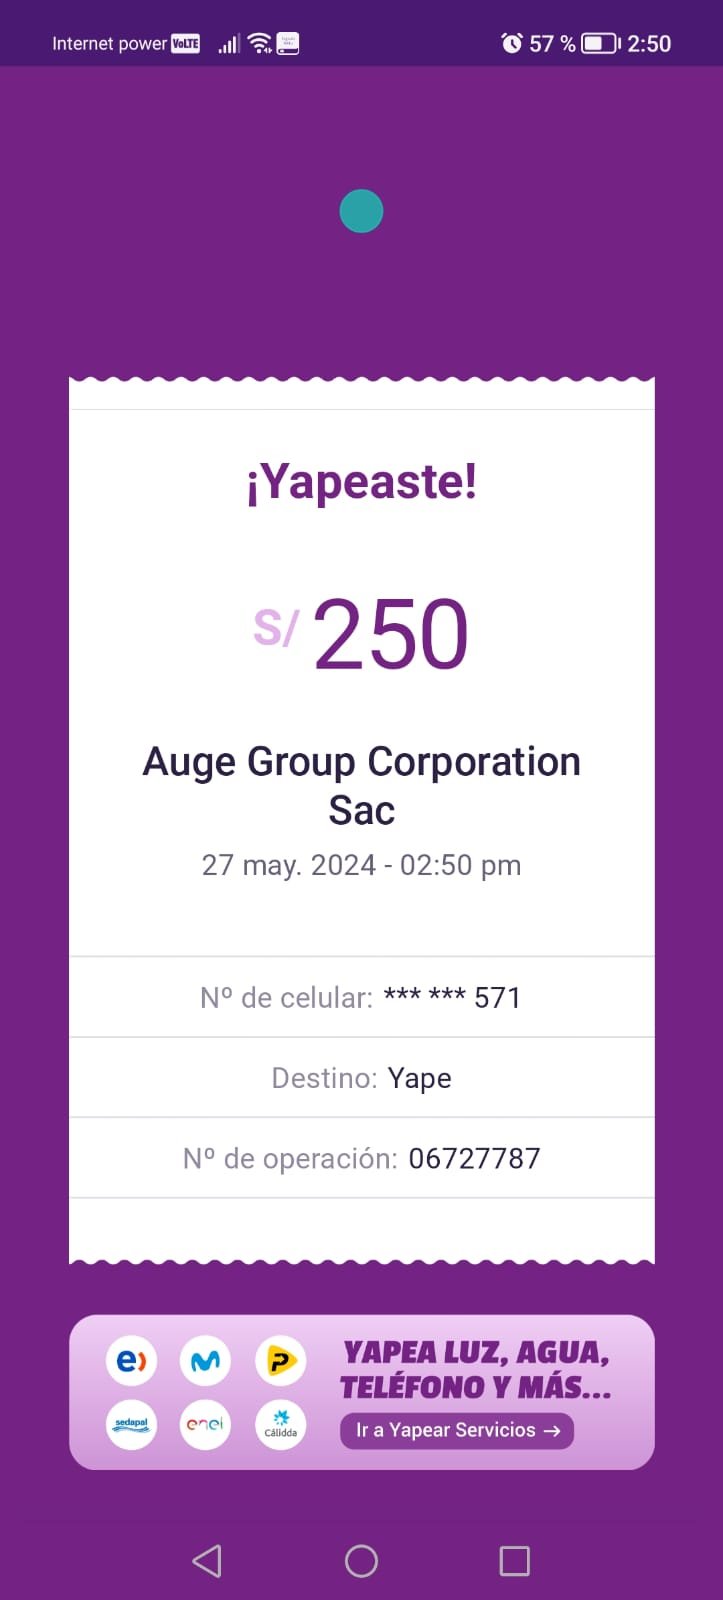 Internet power VoLTE 57 % 2:50
¡Yapeaste!
S/ 250
Auge Group Corporation
Sac
27 may. 2024 - 02:50 pm
Nº de celular: *** *** 571
Destino: Yape
Nº de operación: 06727787
YAPEA LUZ, AGUA,
TELÉFONO Y MÁS...
Ir a Yapear Servicios →
e) M P
sedapal enel Cálidda